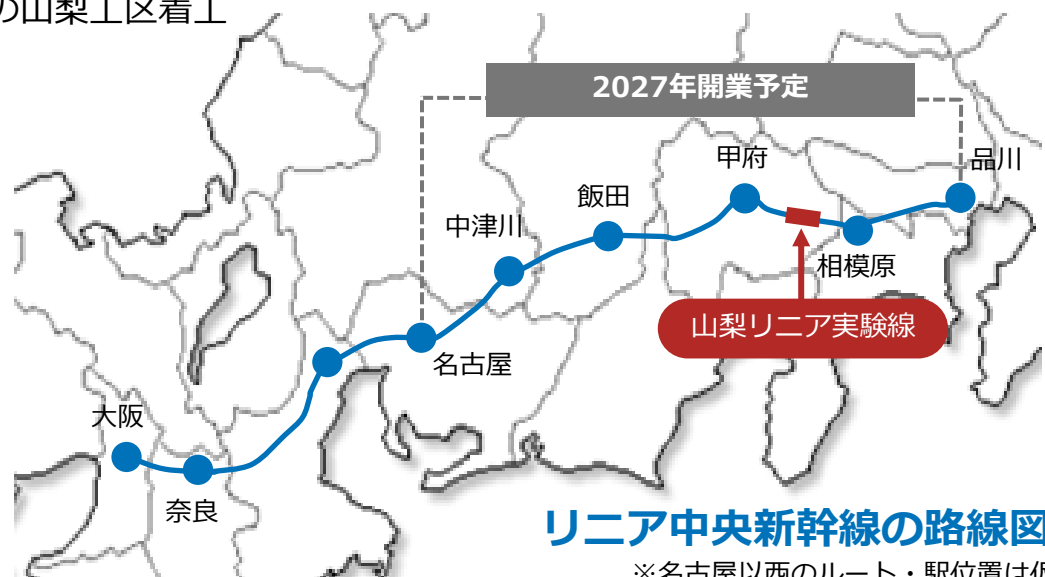 の山梨工区着工
2027年開業予定
品川
甲府
飯田
中津川
相模原
山梨リニア実験線
名古屋
大阪
奈良
リニア中央新幹線の路線図
※名古屋以西のルート・駅位置は仮